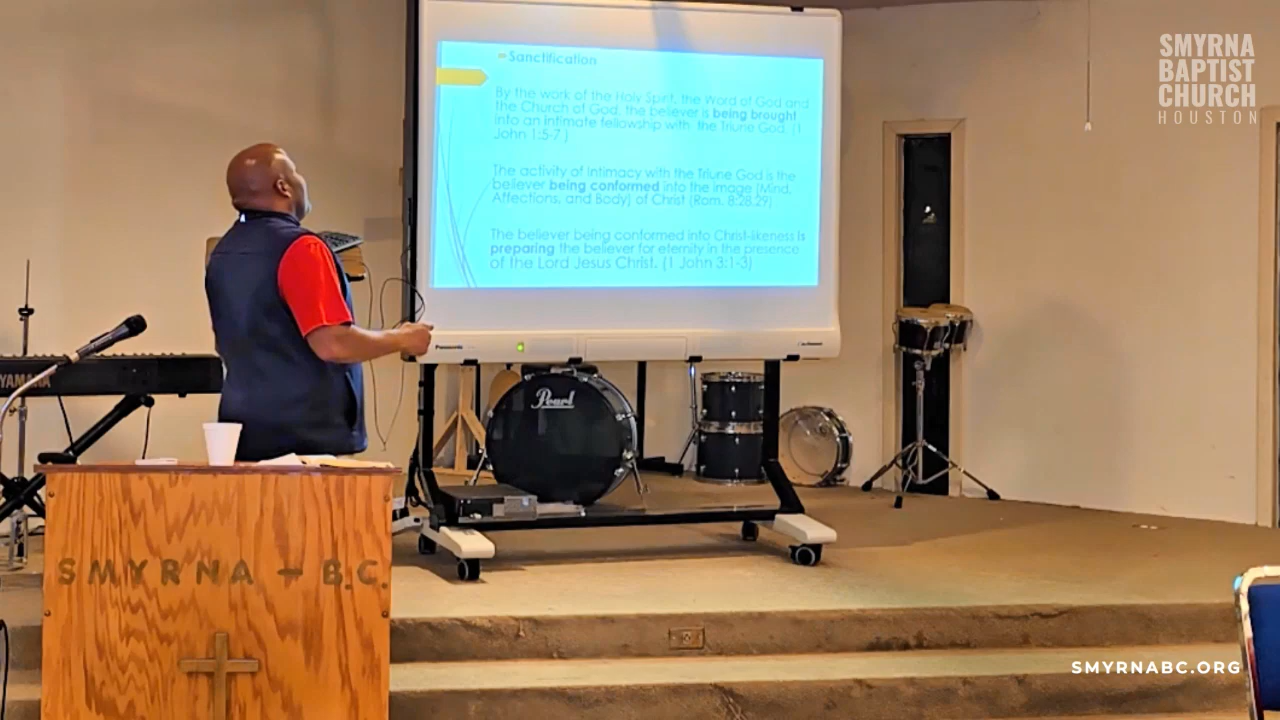 SMYRNA
BAPTIST
CHURCH
HOUSTON
Sanctification
By the work of the Holy Spirit, the Word of God and
the Church of God, the believer is being brought
into an intimate fellowship with the Triune God. (1
John 1:5-7 )
The activity of Intimacy with the Triune God is the
believer being conformed into the image (Mind,
Affections, and Body) of Christ (Rom. 8:28,29)
The believer being conformed into Christ-likeness is
preparing the believer for eternity in the presence
of the Lord Jesus Christ. (1 John 3:1-3)
Panasonic
YAMAHA
Pearl
SMYRNA B.C.
SMYRNABC.ORG